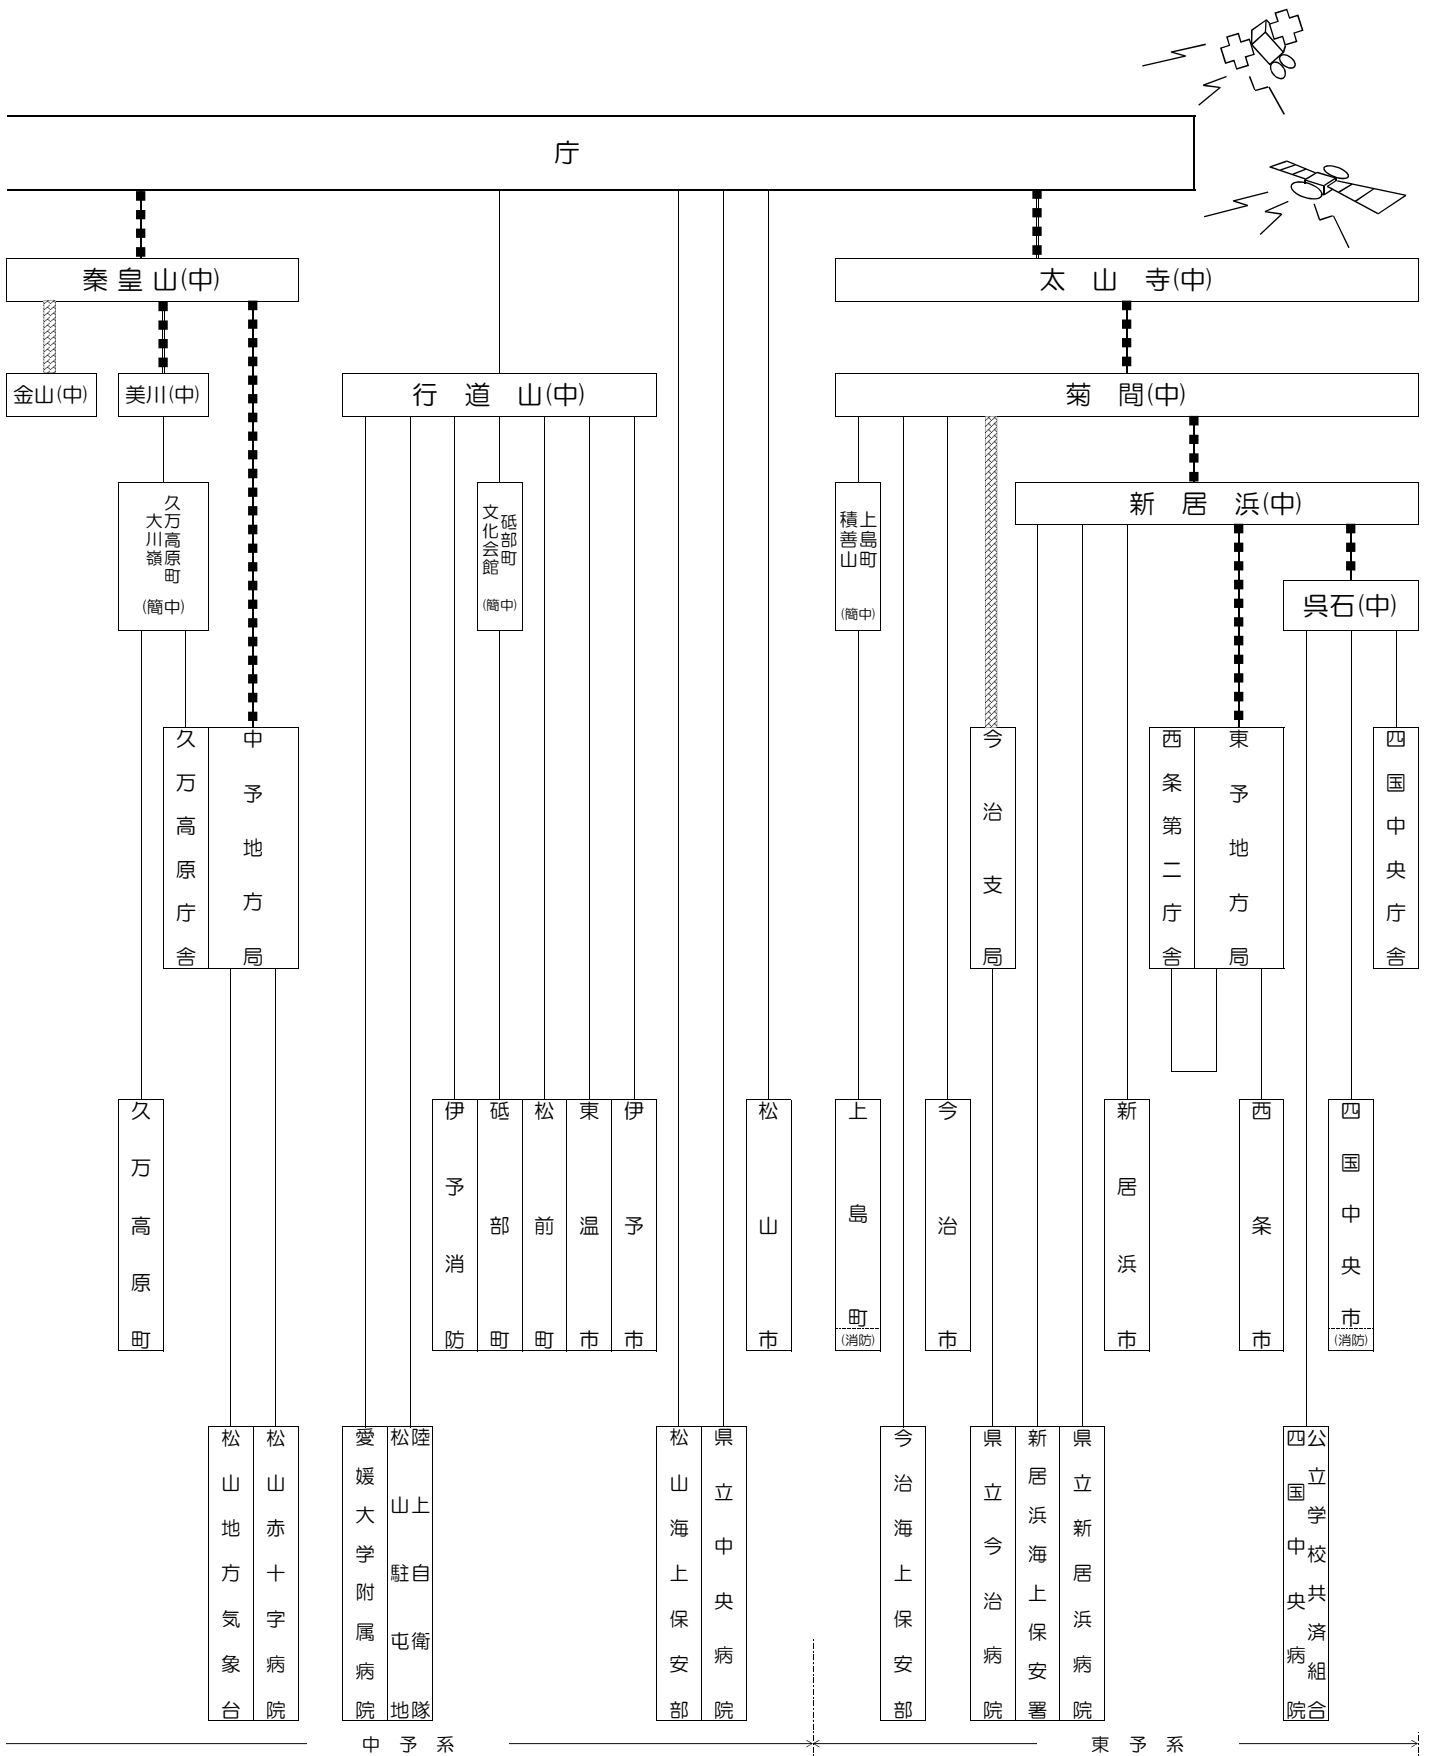 庁
秦皇山(中)
太山寺(中)
金山(中)
美川(中)
行道山(中)
菊間(中)
久万高原町
大川嶺
(簡中)
砥部町
文化会館
(簡中)
上島町
積善山
(簡中)
新居浜(中)
呉石(中)
久万高原庁舎
中予地方局
今治支局
西条第二庁舎
東予地方局
四国中央庁舎
久万高原町
伊予消防
砥部町
松前町
東温市
伊予市
松山市
上島町
(消防)
今治市
新居浜市
西条市
四国中央市
(消防)
松山地方気象台
松山赤十字病院
愛媛大学附属病院
陸上自衛隊
松山駐屯地
松山海上保安部
県立中央病院
今治海上保安部
県立今治病院
新居浜海上保安署
県立新居浜病院
公立学校共済組合
四国中央病院
中予系
東予系